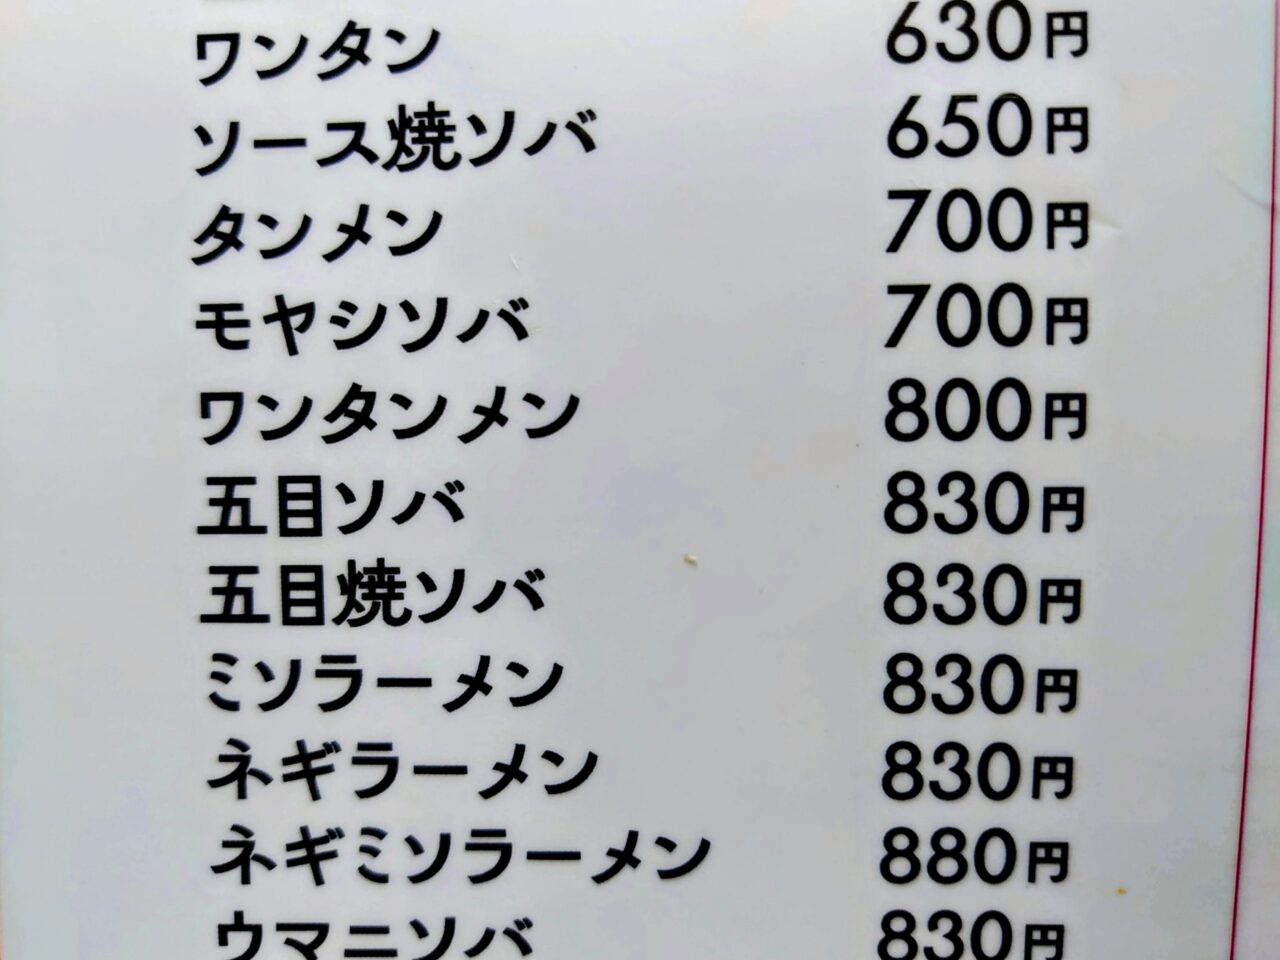 ワンタン 630円
ソース焼ソバ 650円
タンメン 700円
モヤシソバ 700円
ワンタンメン 800円
五目ソバ 830円
五目焼ソバ 830円
ミソラーメン 830円
ネギラーメン 830円
ネギミソラーメン 880円
ウマニソバ 830円